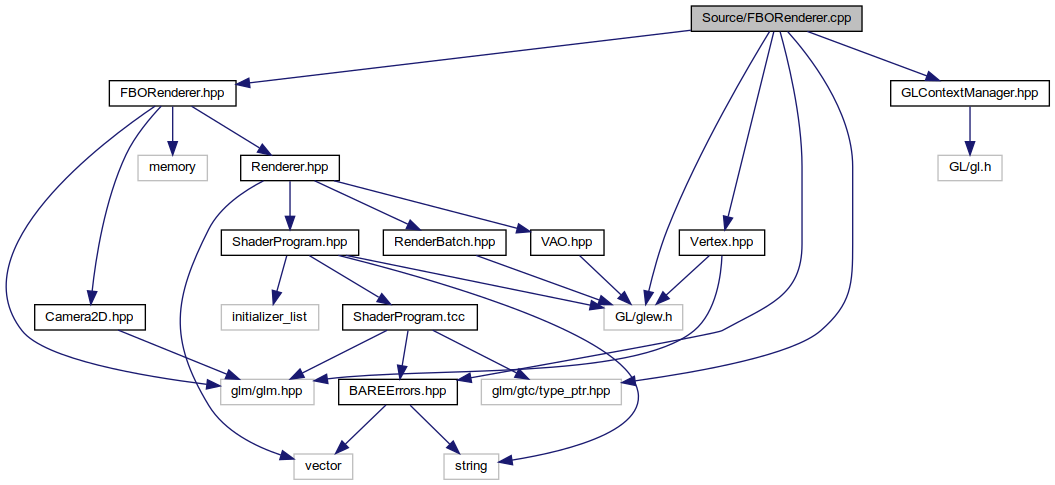 Source/FBORenderer.cpp
FBORenderer.hpp
GLContextManager.hpp
memory
Renderer.hpp
GL/gl.h
ShaderProgram.hpp
RenderBatch.hpp
VAO.hpp
Vertex.hpp
Camera2D.hpp
initializer_list
ShaderProgram.tcc
GL/glew.h
glm/glm.hpp
BAREErrors.hpp
glm/gtc/type_ptr.hpp
vector
string